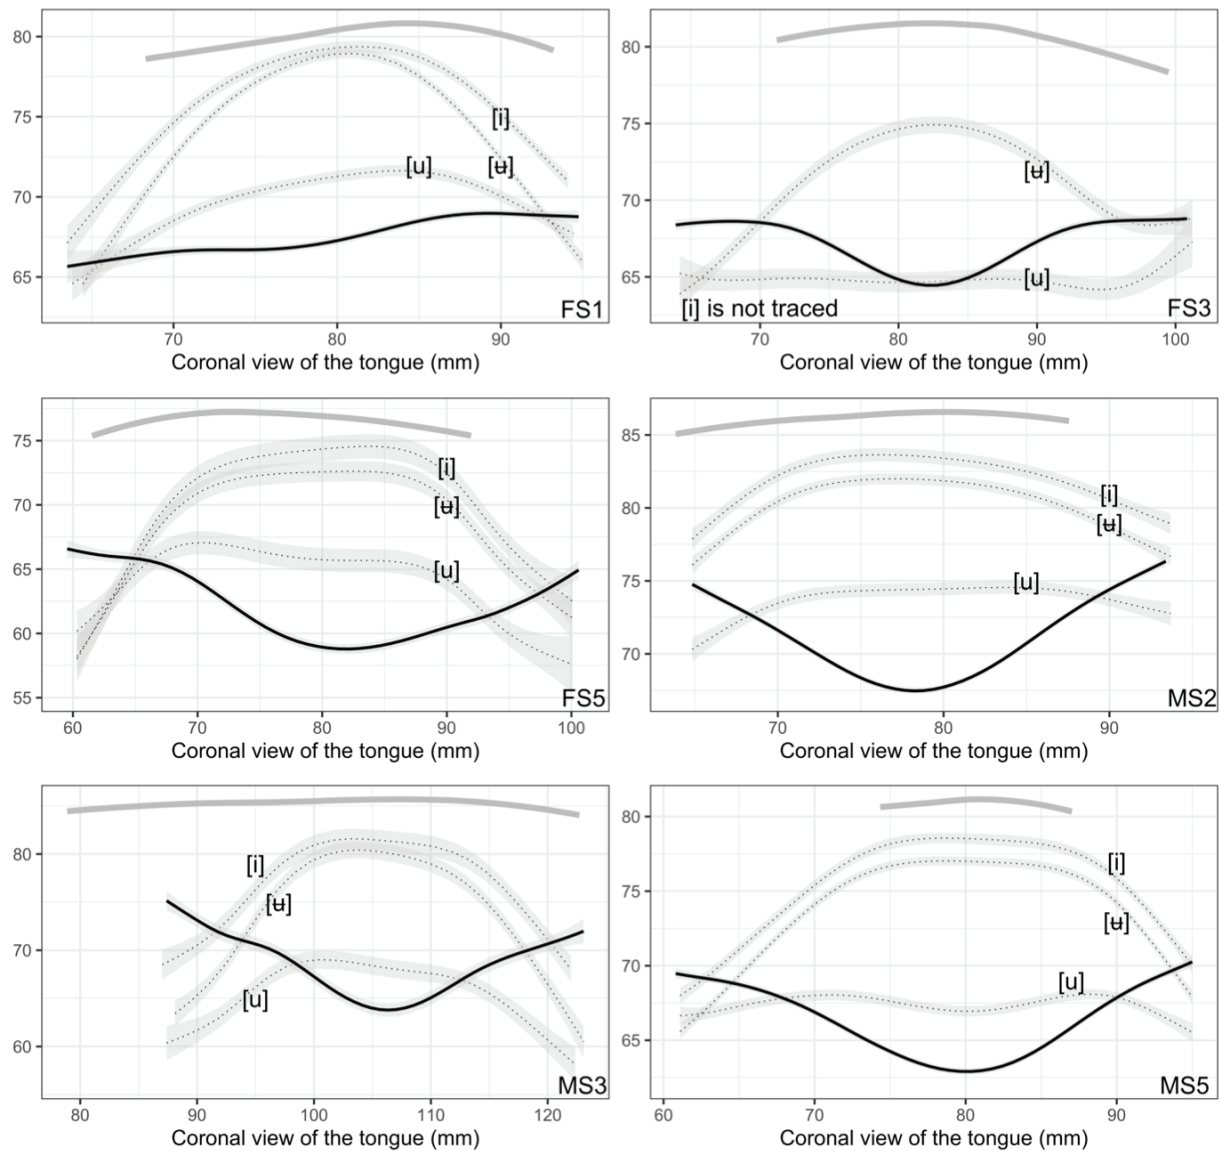 80
75
70
65
[i]
[u]
[ʉ]
FS1
70
80
90
Coronal view of the tongue (mm)
80
75
70
65
[ʉ]
[u]
[i] is not traced
FS3
70
80
90
100
Coronal view of the tongue (mm)
75
70
65
60
55
[i]
[ʉ]
[u]
FS5
60
70
80
90
100
Coronal view of the tongue (mm)
85
80
75
70
[i]
[ʉ]
[u]
MS2
70
80
90
Coronal view of the tongue (mm)
80
70
60
[i]
[ʉ]
[u]
MS3
80
90
100
110
120
Coronal view of the tongue (mm)
80
75
70
65
[i]
[ʉ]
[u]
MS5
60
70
80
90
Coronal view of the tongue (mm)